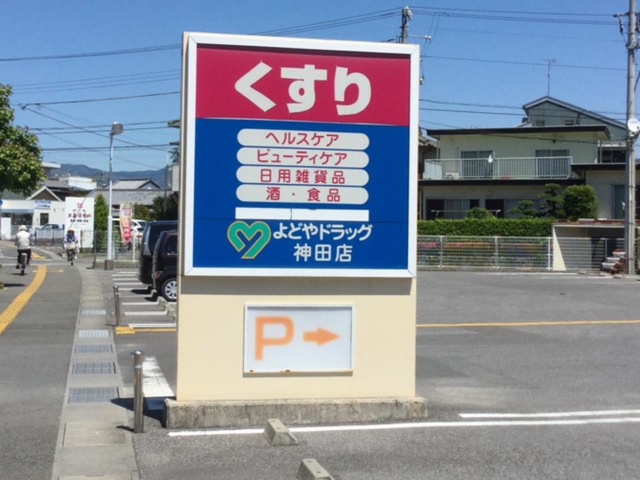 くすり
ヘルスケア
ビューティケア
日用雑貨品
酒・食品
よどやドラッグ
神田店
P→